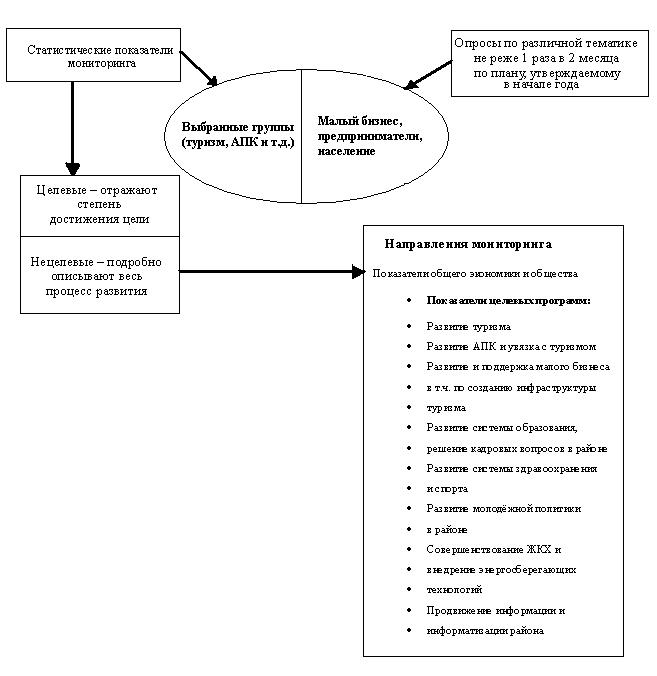 Статистические показатели
мониторинга
Опросы по различной тематике
не реже 1 раза в 2 месяца
по плану, утверждаемому
в начале года
Выбранные группы
(туризм, АПК и т.д.)
Малый бизнес,
предприниматели,
население
Целевые – отражают
степень
достижения цели
Нецелевые – подробно
описывают весь
процесс развития
Направления мониторинга
Показатели общего экономики и общества
• Показатели целевых программ:
• Развитие туризма
• Развитие АПК и увязка с туризмом
• Развитие и поддержка малого бизнеса
• в т.ч. по созданию инфраструктуры
• туризма
• Развитие системы образования,
• решение кадровых вопросов в районе
• Развитие системы здравоохранения
• и спорта
• Развитие молодёжной политики
• в районе
• Совершенствование ЖКХ и
• внедрение энергосберегающих
• технологий
• Продвижение информации и
• информатизации района